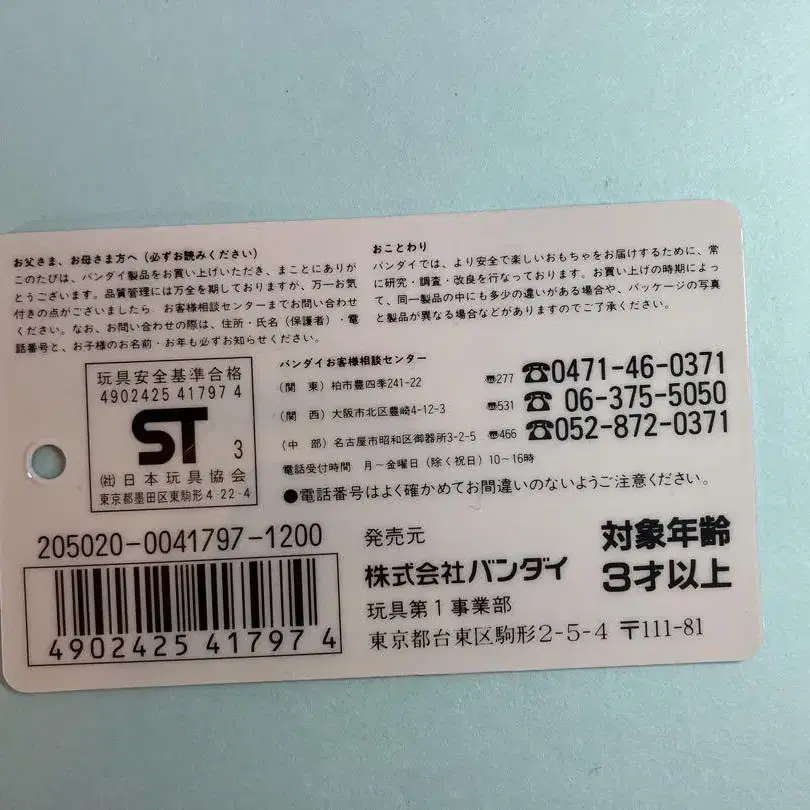 お父さま、お母さま方へ(必ずお読みください)
このたびは、バンダイ製品をお買い上げいただき、まことにありが
とうございます。品質管理には万全を期しておりますが、万一お気
付きの点がございましたら お客様相談センターまでお問い合わせ
ください。なお、お問い合わせの際は、住所・氏名(保護者)・電
話番号と、お子様のお名前・お年も必ずお知らせください。
おことわり
バンダイでは、より安全で楽しいおもちゃをお届けするために、常
に研究・調査・改良を行なっております。お買い上げの時期によっ
て、同一製品の中にも多少の違いがある場合や、パッケージの写真
と製品が異なる場合などがありますのでご了承ください。
玩具安全基準合格
4902425 41797 4
ST 3
㈳日本玩具協会
東京都墨田区東駒形4-22-4
バンダイお客様相談センター
(関 東)柏市豊四季241-22 〠277 ☎0471-46-0371
(関 西)大阪市北区豊崎4-12-3 〠531 ☎06-375-5050
(中 部)名古屋市昭和区御器所3-2-5 〠466 ☎052-872-0371
電話受付時間 月~金曜日(除く祝日)10~16時
●電話番号はよく確かめてお間違いのないようご注意ください。
205020-0041797-1200
4902425 417974
発売元
株式会社バンダイ
玩具第1事業部
東京都台東区駒形2-5-4 〒111-81
対象年齢
3才以上